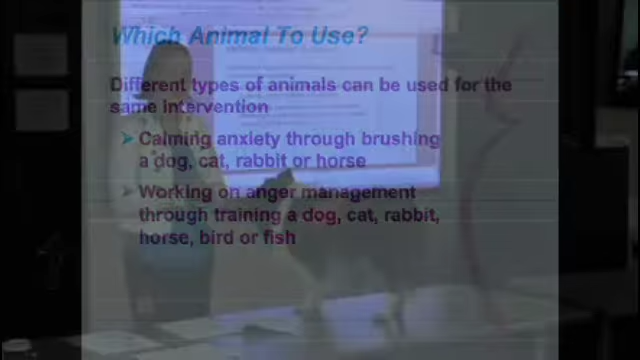 Which Animal To Use?
Different types of animals can be used for the
same intervention
Calming anxiety through brushing
a dog, cat, rabbit or horse
Working on anger management
through training a dog, cat, rabbit,
horse, bird or fish